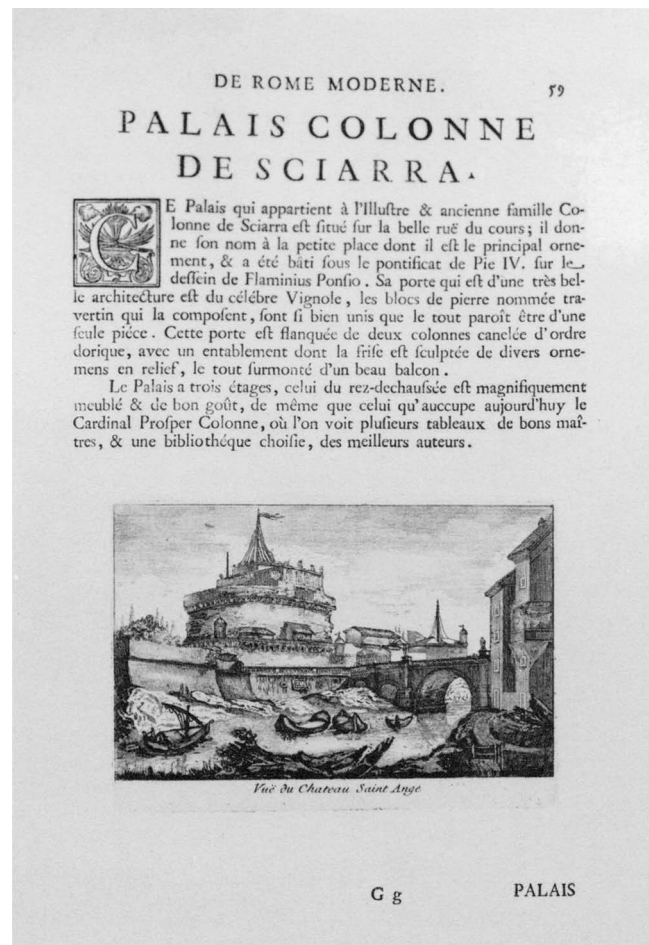 DE ROME MODERNE. 59
PALAIS COLONNE
DE SCIARRA.
CE Palais qui appartient à l'Illuſtre & ancienne famille Co-
lonne de Sciarra eſt ſitué ſur la belle ruë du cours; il don-
ne ſon nom à la petite place dont il eſt le principal orne-
ment, & a été bâti ſous le pontificat de Pie IV. ſur le
deſſein de Flaminius Ponſio. Sa porte qui eſt d'une très bel-
le architecture eſt du célébre Vignole, les blocs de pierre nommée tra-
vertin qui la compoſent, ſont ſi bien unis que le tout paroît être d'une
ſeule piéce. Cette porte eſt flanquée de deux colonnes canelée d'ordre
dorique, avec un entablement dont la friſe eſt ſculptée de divers orne-
mens en relief, le tout ſurmonté d'un beau balcon.
Le Palais a trois étages, celui du rez-dechauſsée eſt magnifiquement
meublé & de bon goût, de même que celui qu'auccupe aujourd'huy le
Cardinal Proſper Colonne, où l'on voit pluſieurs tableaux de bons maî-
tres, & une bibliothéque choiſie, des meilleurs auteurs.
Vuë du Chateau Saint Ange
G g PALAIS